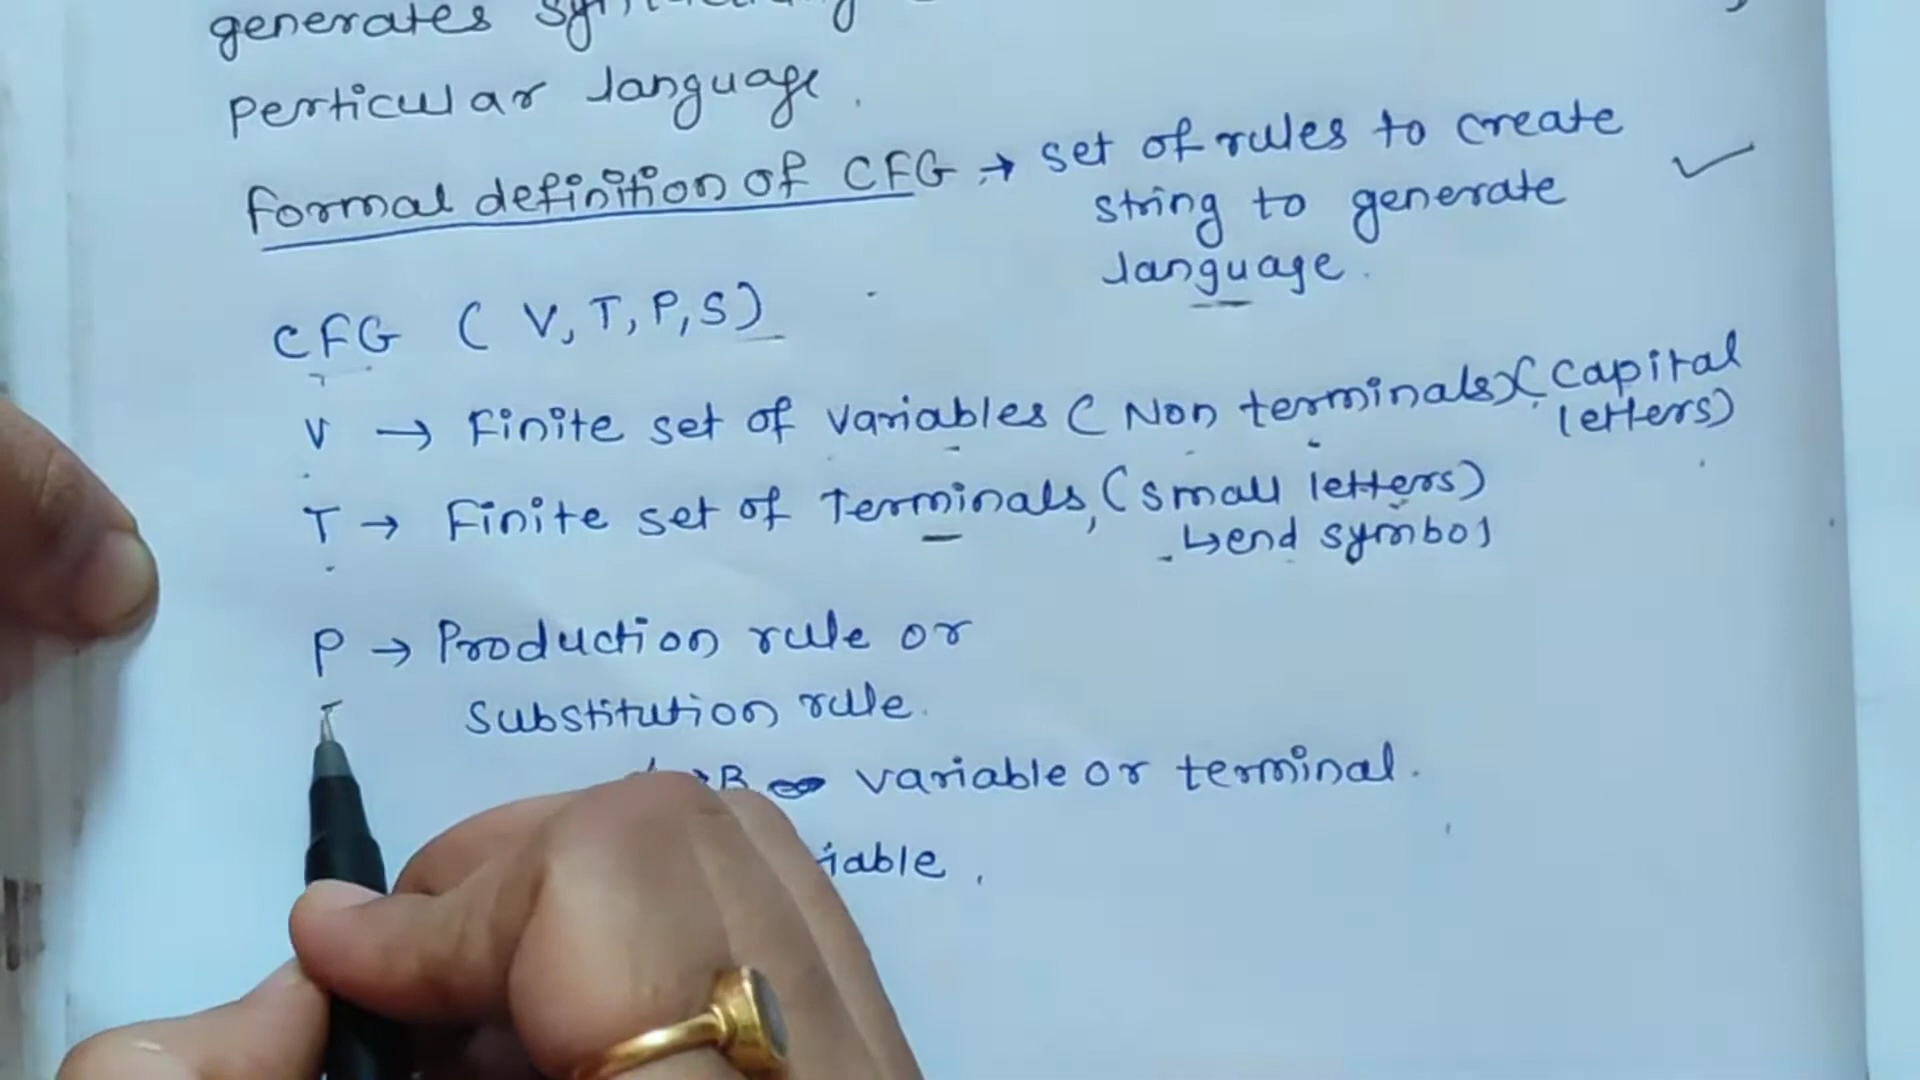 generates
perticular language.
formal definition of CFG → set of rules to create
string to generate
language.
CFG ( V, T, P, S)
V → Finite set of variables ( Non terminals) (capital
letters)
T → Finite set of Terminals, (small letters)
↳end symbol
P → Production rule or
Substitution rule.
B variable or terminal.